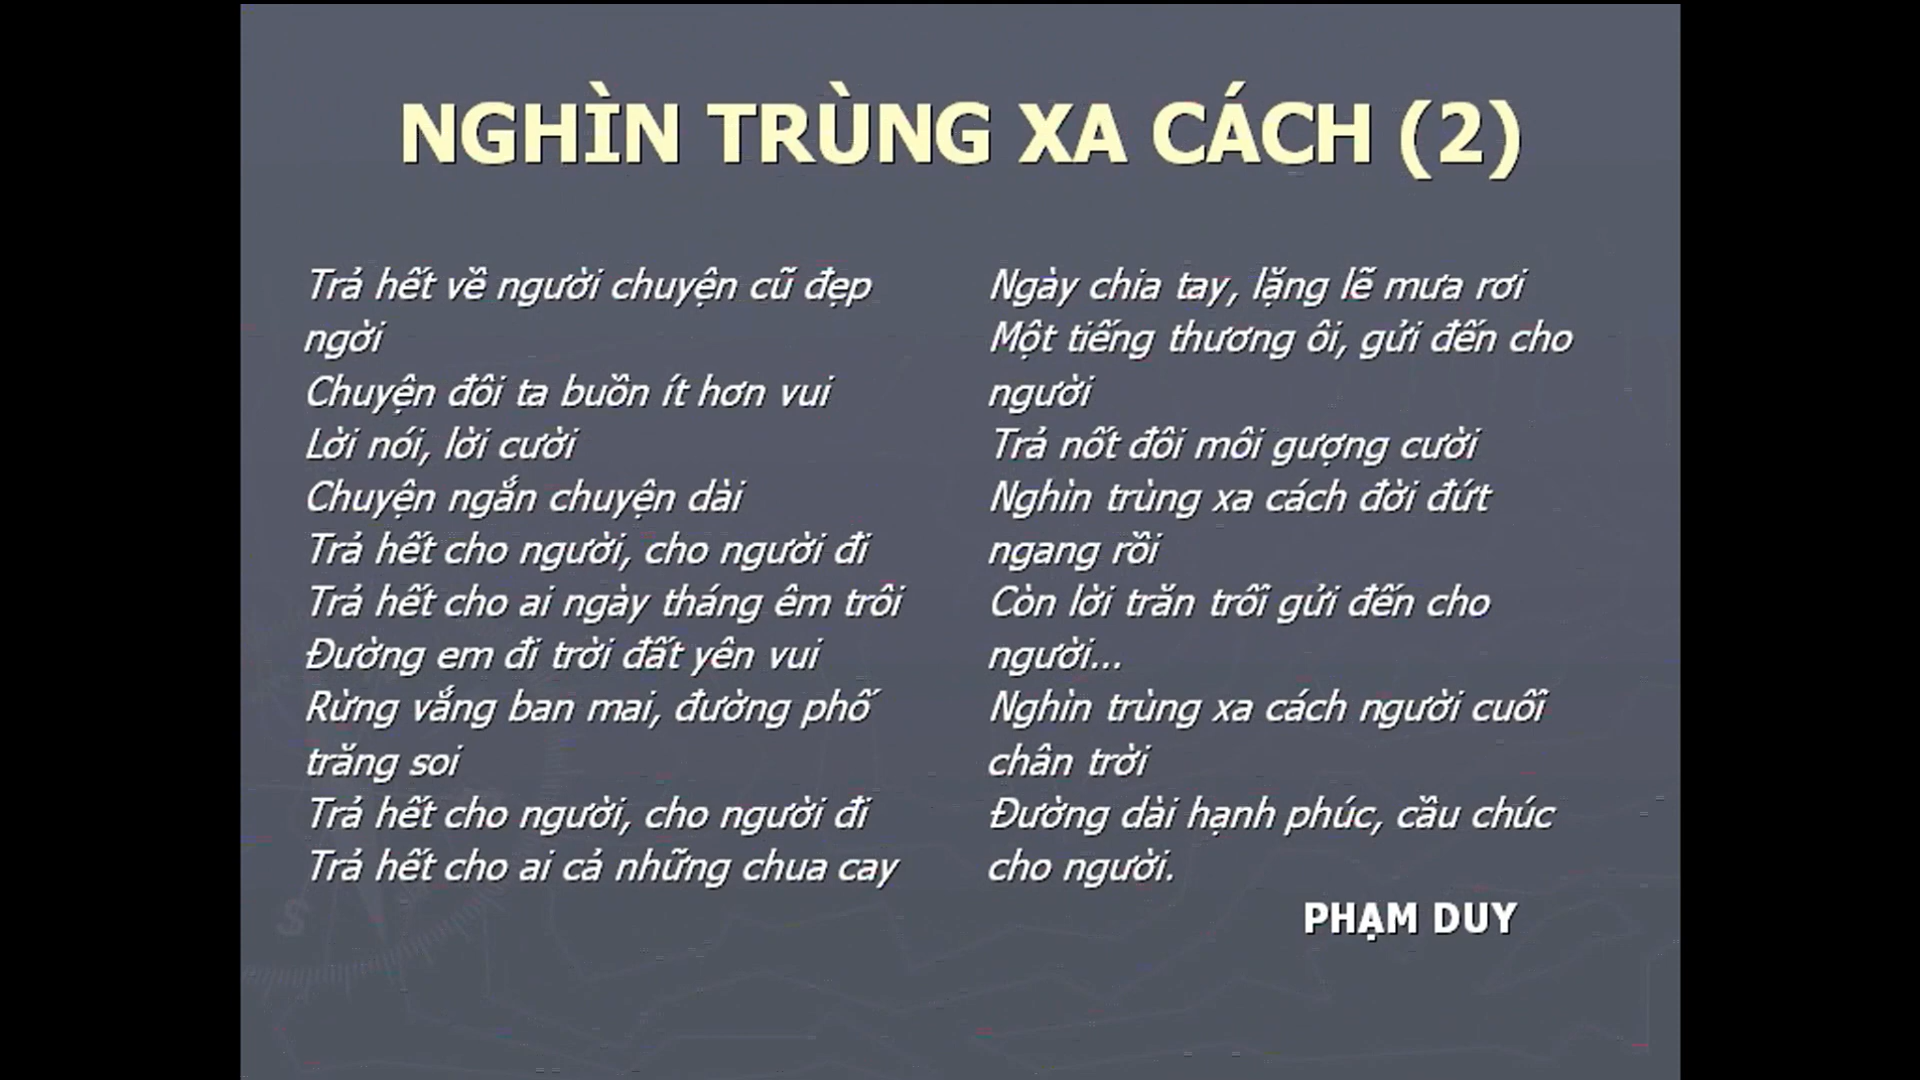 NGHÌN TRÙNG XA CÁCH (2)
Trả hết về người chuyện cũ đẹp
ngời
Chuyện đôi ta buồn ít hơn vui
Lời nói, lời cười
Chuyện ngắn chuyện dài
Trả hết cho người, cho người đi
Trả hết cho ai ngày tháng êm trôi
Đường em đi trời đất yên vui
Rừng vắng ban mai, đường phố
trăng soi
Trả hết cho người, cho người đi
Trả hết cho ai cả những chua cay
Ngày chia tay, lặng lẽ mưa rơi
Một tiếng thương ôi, gửi đến cho
người
Trả nốt đôi môi gượng cười
Nghìn trùng xa cách đời đứt
ngang rồi
Còn lời trăn trối gửi đến cho
người...
Nghìn trùng xa cách người cuối
chân trời
Đường dài hạnh phúc, cầu chúc
cho người.
PHẠM DUY
S